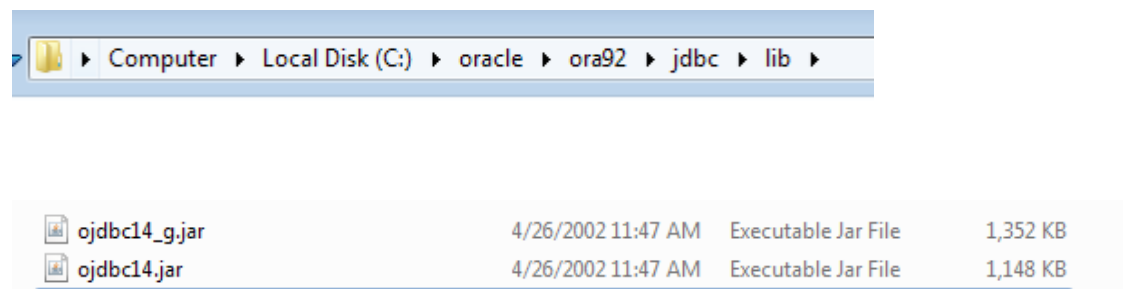 Computer Local Disk (C:) oracle ora92 jdbc lib
ojdbc14_g.jar 4/26/2002 11:47 AM Executable Jar File 1,352 KB
ojdbc14.jar 4/26/2002 11:47 AM Executable Jar File 1,148 KB